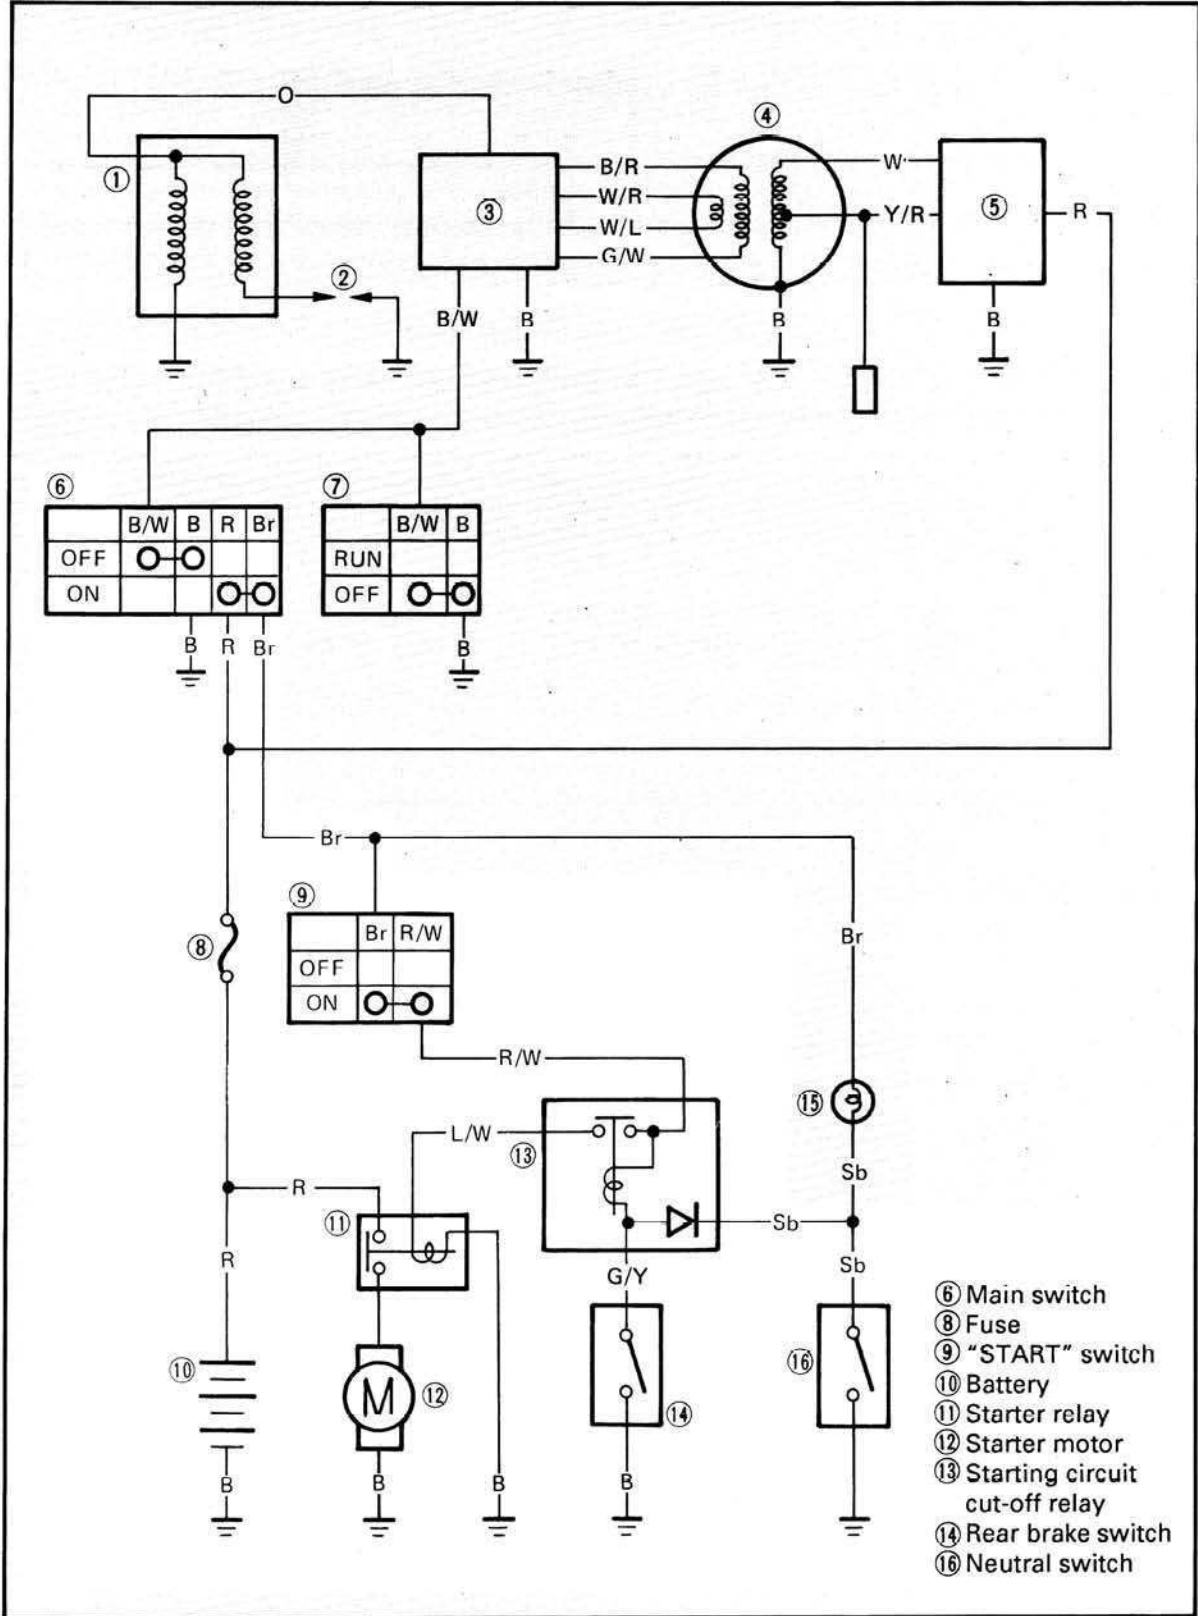 O
④
①
B/R
W
③
W/R
⑤
Y/R
R
W/L
G/W
②
B/W
B
B
B
⑥
⑦
B/W B R Br
OFF
ON
B/W B
RUN
OFF
B
R
Br
B
Br
⑨
Br R/W
OFF
ON
⑧
Br
R/W
⑮
L/W
⑬
Sb
R
⑪
Sb
R
G/Y
Sb
⑩
M
⑫
⑭
⑯
B
B
B
B
⑥ Main switch
⑧ Fuse
⑨ "START" switch
⑩ Battery
⑪ Starter relay
⑫ Starter motor
⑬ Starting circuit
cut-off relay
⑭ Rear brake switch
⑯ Neutral switch